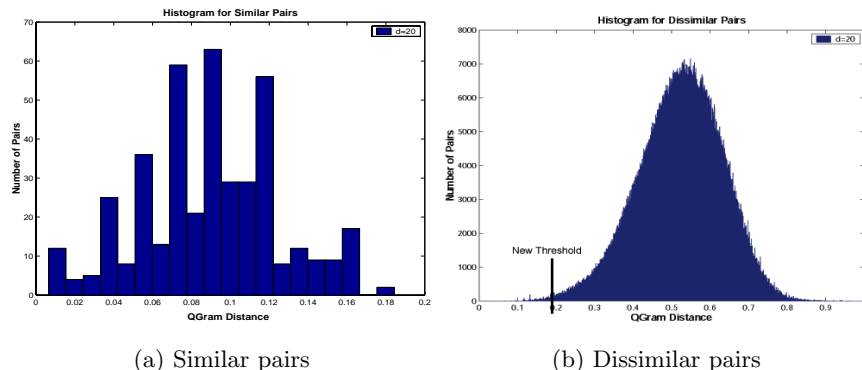 Histogram for Similar Pairs
d=20
70
60
50
40
30
20
10
0
Number of Pairs
0 0.02 0.04 0.06 0.08 0.1 0.12 0.14 0.16 0.18 0.2
QGram Distance
(a) Similar pairs
Histogram for Dissimilar Pairs
d=20
8000
7000
6000
5000
4000
3000
2000
1000
0
Number of Pairs
New Threshold
0 0.1 0.2 0.3 0.4 0.5 0.6 0.7 0.8 0.9
QGram Distance
(b) Dissimilar pairs